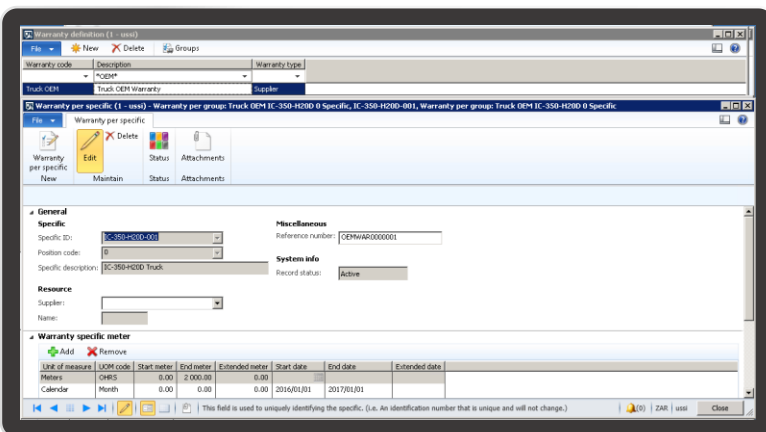 Warranty definition (1 - ussi)
File New Delete Groups
Warranty code Description Warranty type
*OEM*
Truck OEM Truck OEM Warranty Supplier
Warranty per specific (1 - ussi) - Warranty per group: Truck OEM IC-350-H20D 0 Specific, IC-350-H20D-001, Warranty per group: Truck OEM IC-350-H20D 0 Specific
File Warranty per specific
Warranty per specific Edit Delete Status Attachments
New Maintain Status Attachments
General
Specific Miscellaneous
Specific ID: IC-350-H20D-001 Reference number: OEMWAR0000001
Position code: 0 System info
Specific description: IC-350-H20D Truck Record status: Active
Resource
Supplier:
Name:
Warranty specific meter
Add Remove
Unit of measure UOM code Start meter End meter Extended meter Start date End date Extended date
Meters OHRS 0.00 2 000.00 0.00
Calendar Month 0.00 0.00 0.00 2016/01/01 2017/01/01
This field is used to uniquely identifying the specific. (i.e. An identification number that is unique and will not change.) (0) ZAR ussi Close